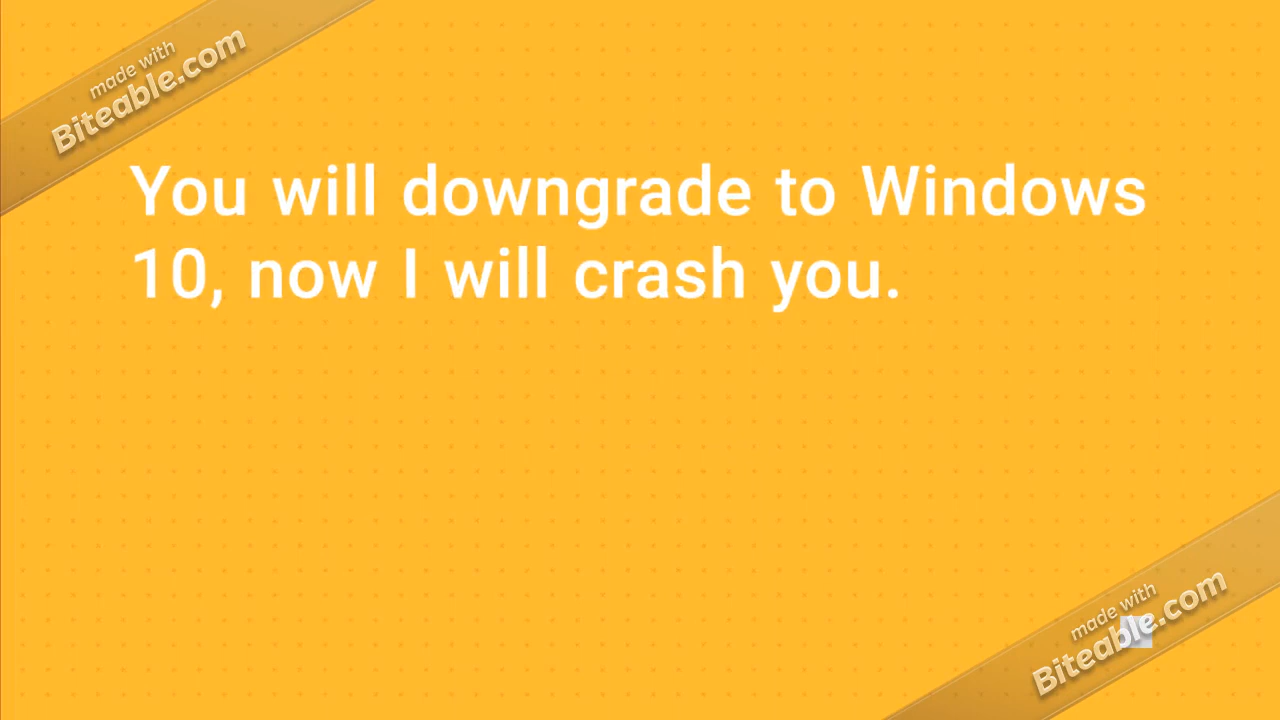 made with
Biteable.com
You will downgrade to Windows
10, now I will crash you.
made with
Biteable.com